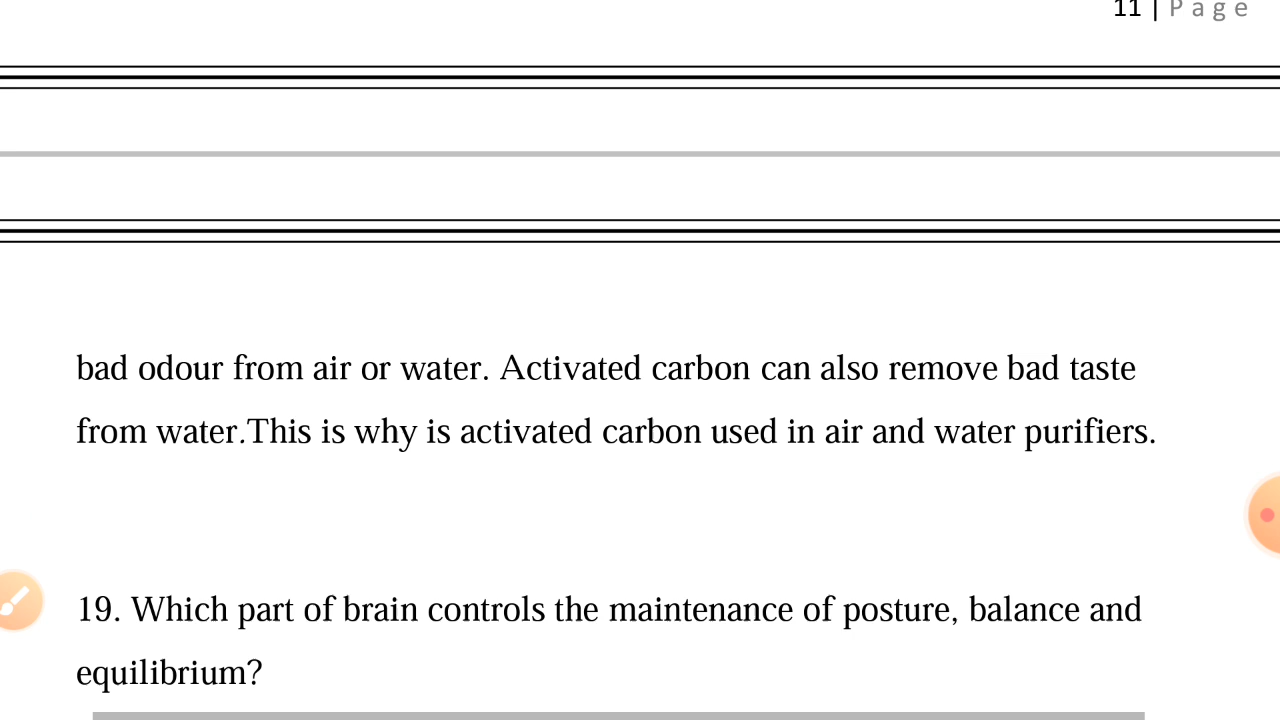 11 | Page
bad odour from air or water. Activated carbon can also remove bad taste
from water.This is why is activated carbon used in air and water purifiers.
19. Which part of brain controls the maintenance of posture, balance and
equilibrium?